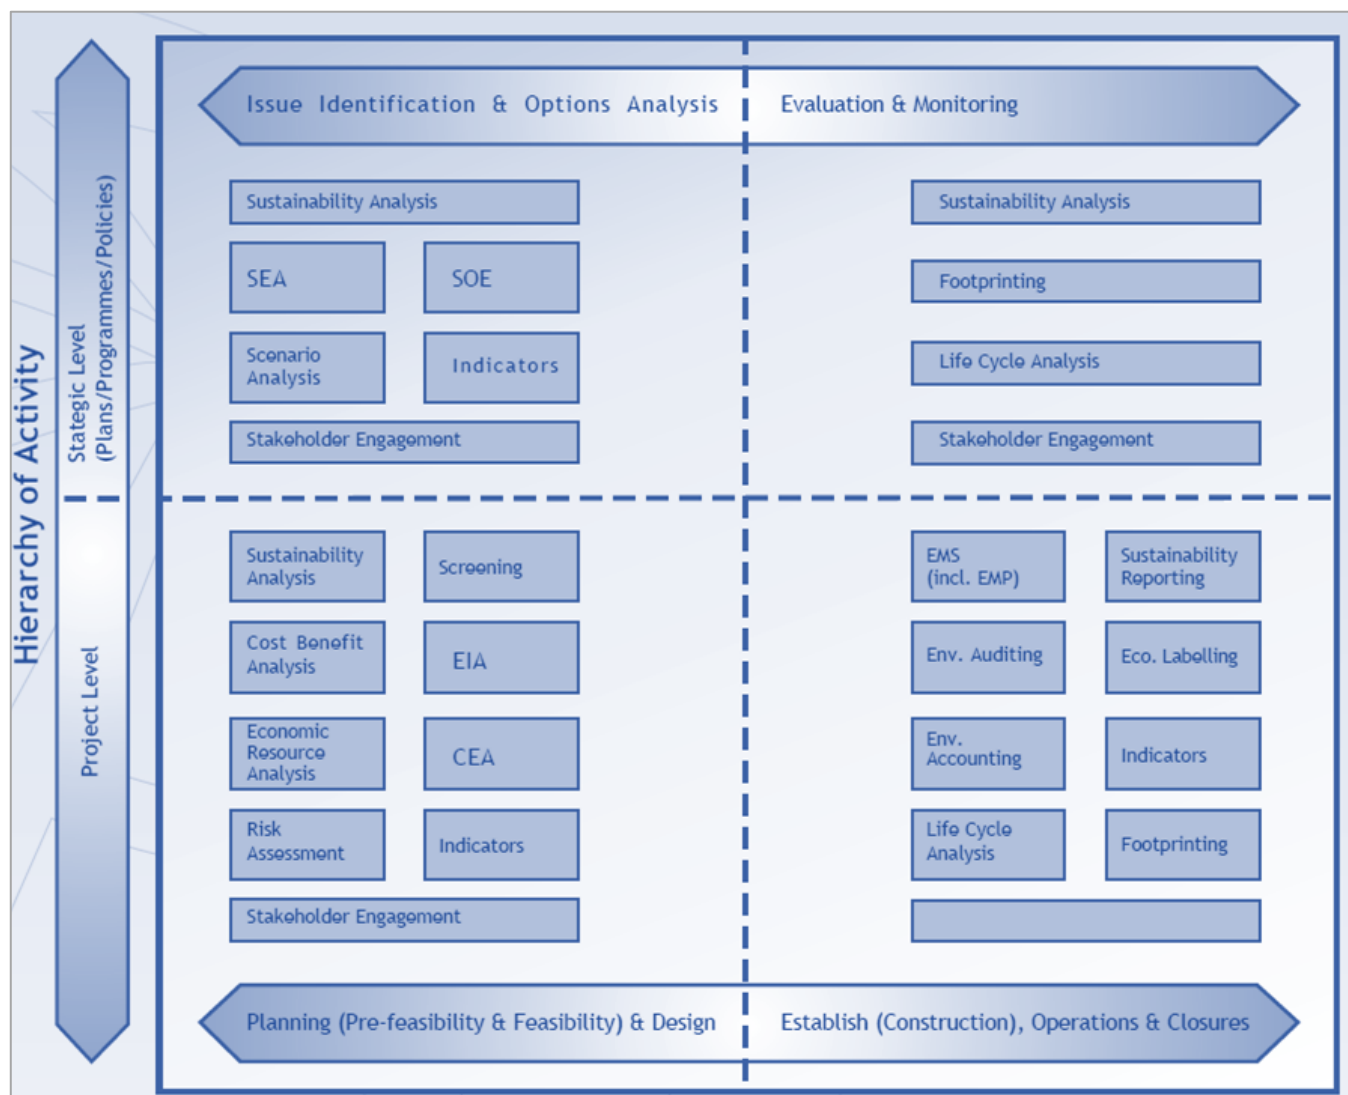 Hierarchy of Activity
Stategic Level
(Plans/Programmes/Policies)
Project Level
Issue Identification & Options Analysis
Evaluation & Monitoring
Sustainability Analysis
SEA
SOE
Scenario
Analysis
Indicators
Stakeholder Engagement
Sustainability Analysis
Footprinting
Life Cycle Analysis
Stakeholder Engagement
Sustainability
Analysis
Screening
Cost Benefit
Analysis
EIA
Economic
Resource
Analysis
CEA
Risk
Assessment
Indicators
Stakeholder Engagement
EMS
(incl. EMP)
Sustainability
Reporting
Env. Auditing
Eco. Labelling
Env.
Accounting
Indicators
Life Cycle
Analysis
Footprinting
Planning (Pre-feasibility & Feasibility) & Design
Establish (Construction), Operations & Closures